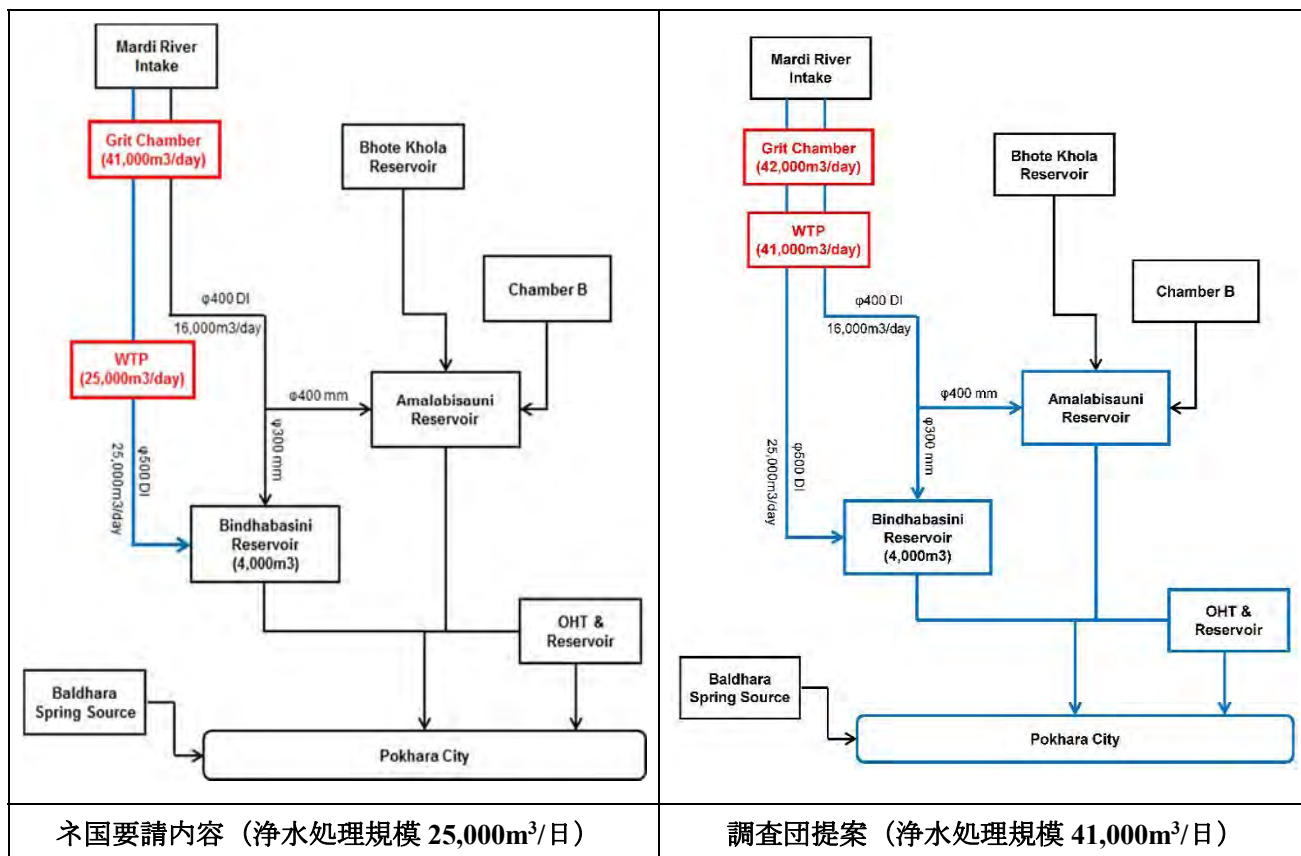 Mardi River
Intake
Grit Chamber
(41,000m3/day)
Bhote Khola
Reservoir
φ400 DI
16,000m3/day
Chamber B
WTP
(25,000m3/day)
φ400 mm
Amalabisauni
Reservoir
φ300 mm
φ500 DI
25,000m3/day
Bindhabasini
Reservoir
(4,000m3)
OHT &
Reservoir
Baldhara
Spring Source
Pokhara City
ネ国要請内容（浄水処理規模 25,000m³/日）
Mardi River
Intake
Grit Chamber
(42,000m3/day)
Bhote Khola
Reservoir
WTP
(41,000m3/day)
φ400 DI
16,000m3/day
Chamber B
φ400 mm
Amalabisauni
Reservoir
φ300 mm
φ500 DI
25,000m3/day
Bindhabasini
Reservoir
(4,000m3)
OHT &
Reservoir
Baldhara
Spring Source
Pokhara City
調査団提案（浄水処理規模 41,000m³/日）